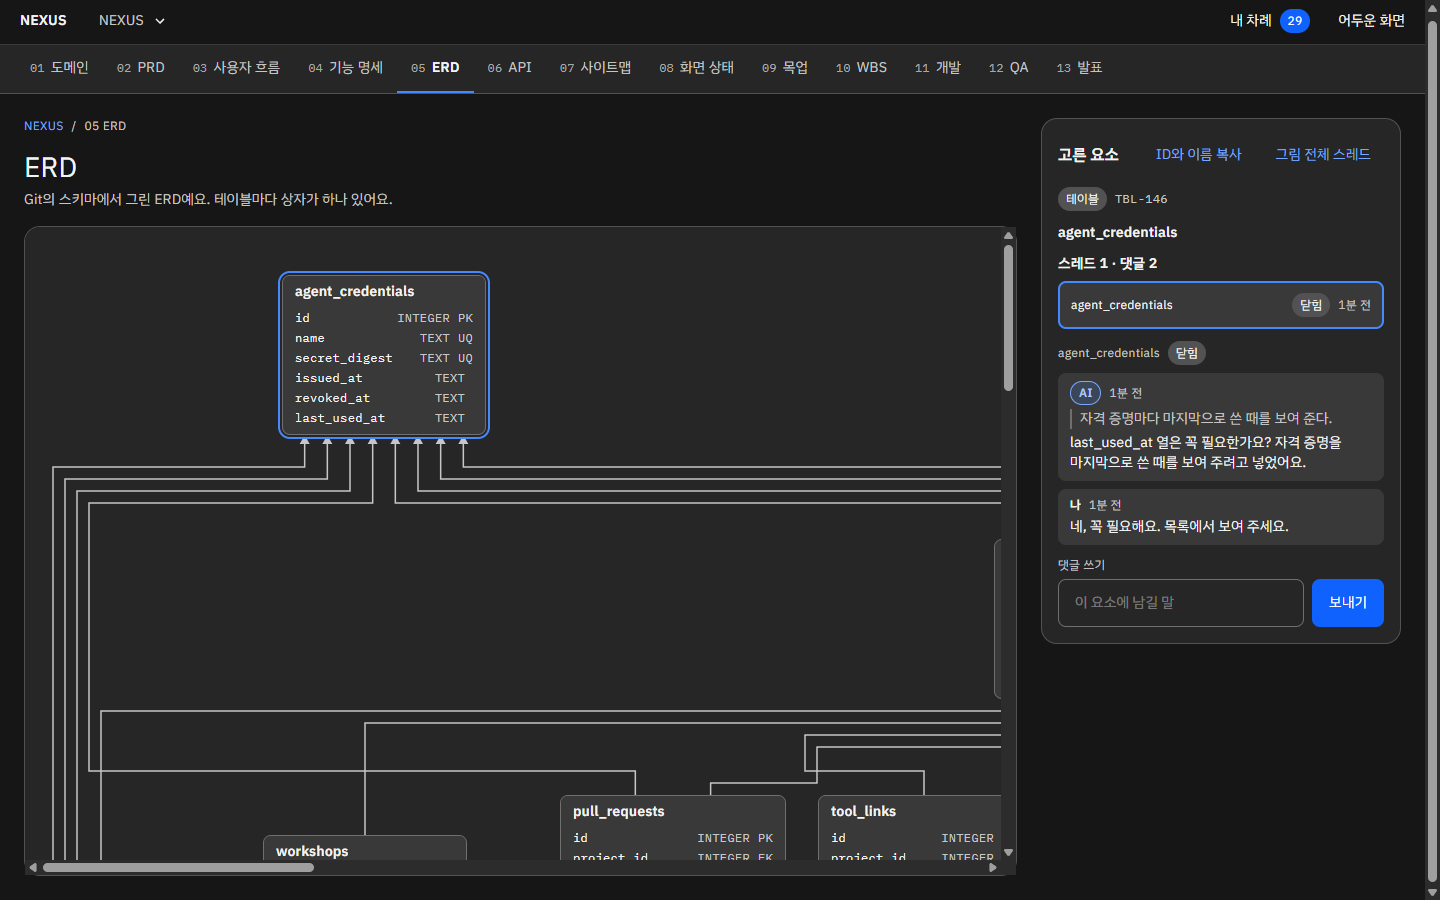 NEXUS NEXUS 내 차례 29 어두운 화면
01 도메인 02 PRD 03 사용자 흐름 04 기능 명세 05 ERD 06 API 07 사이트맵 08 화면 상태 09 목업 10 WBS 11 개발 12 QA 13 발표
NEXUS / 05 ERD
ERD
Git의 스키마에서 그린 ERD예요. 테이블마다 상자가 하나 있어요.
agent_credentials
id INTEGER PK
name TEXT UQ
secret_digest TEXT UQ
issued_at TEXT
revoked_at TEXT
last_used_at TEXT
pull_requests
id INTEGER PK
project_id INTEGER FK
tool_links
id INTEGER
project_id INTEGER
workshops
고른 요소 ID와 이름 복사 그림 전체 스레드
테이블 TBL-146
agent_credentials
스레드 1 · 댓글 2
agent_credentials 닫힘 1분 전
agent_credentials 닫힘
AI 1분 전
자격 증명마다 마지막으로 쓴 때를 보여 준다.
last_used_at 열은 꼭 필요한가요? 자격 증명을
마지막으로 쓴 때를 보여 주려고 넣었어요.
나 1분 전
네, 꼭 필요해요. 목록에서 보여 주세요.
댓글 쓰기
이 요소에 남길 말 보내기